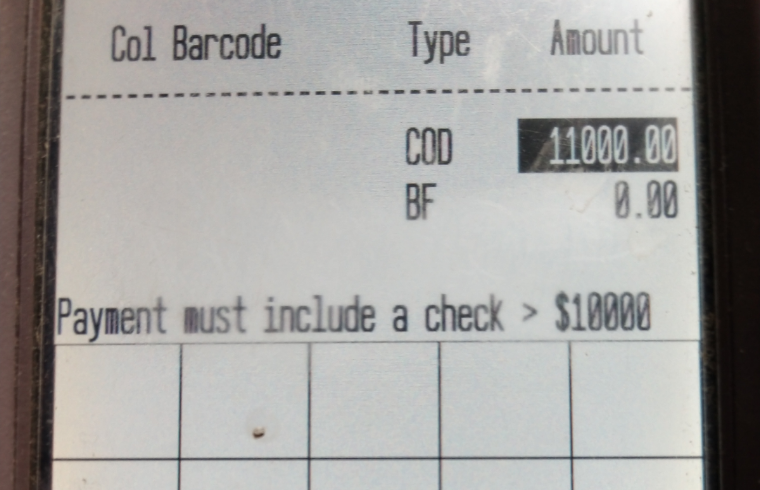 Col Barcode Type Amount
COD 11000.00
BF 0.00
Payment must include a check > $10000